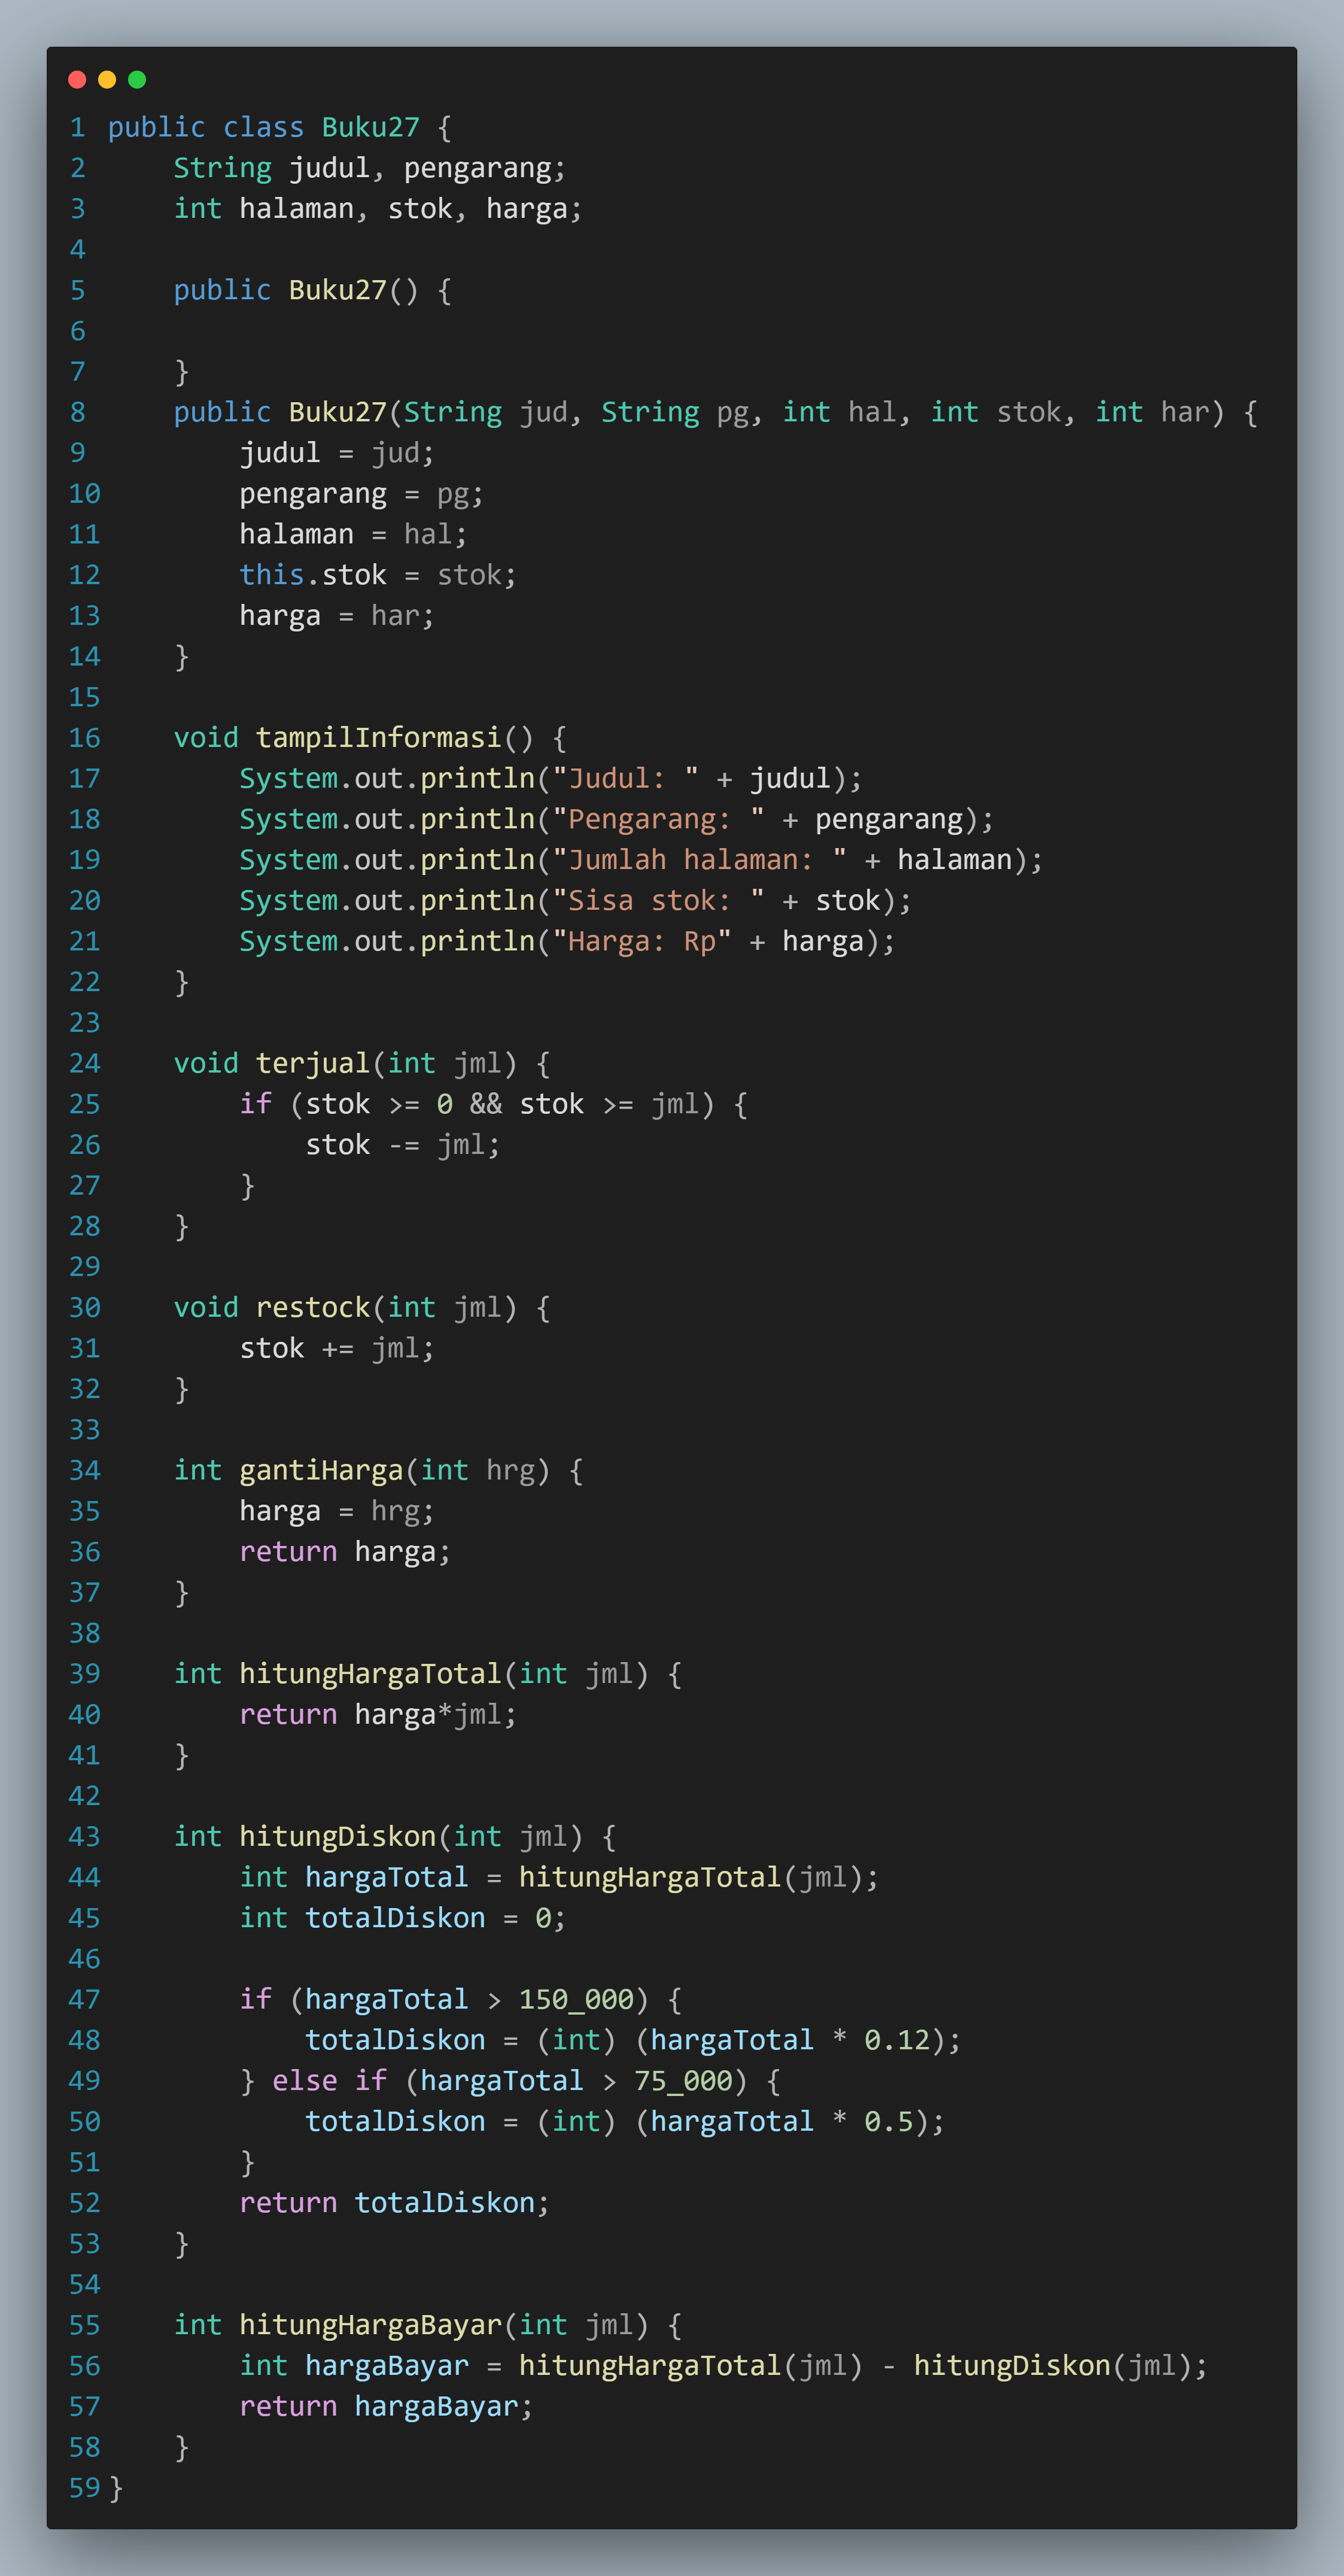 1 public class Buku27 {
2     String judul, pengarang;
3     int halaman, stok, harga;
4
5     public Buku27() {
6
7     }
8     public Buku27(String jud, String pg, int hal, int stok, int har) {
9         judul = jud;
10         pengarang = pg;
11         halaman = hal;
12         this.stok = stok;
13         harga = har;
14     }
15
16     void tampilInformasi() {
17         System.out.println("Judul: " + judul);
18         System.out.println("Pengarang: " + pengarang);
19         System.out.println("Jumlah halaman: " + halaman);
20         System.out.println("Sisa stok: " + stok);
21         System.out.println("Harga: Rp" + harga);
22     }
23
24     void terjual(int jml) {
25         if (stok >= 0 && stok >= jml) {
26             stok -= jml;
27         }
28     }
29
30     void restock(int jml) {
31         stok += jml;
32     }
33
34     int gantiHarga(int hrg) {
35         harga = hrg;
36         return harga;
37     }
38
39     int hitungHargaTotal(int jml) {
40         return harga*jml;
41     }
42
43     int hitungDiskon(int jml) {
44         int hargaTotal = hitungHargaTotal(jml);
45         int totalDiskon = 0;
46
47         if (hargaTotal > 150_000) {
48             totalDiskon = (int) (hargaTotal * 0.12);
49         } else if (hargaTotal > 75_000) {
50             totalDiskon = (int) (hargaTotal * 0.5);
51         }
52         return totalDiskon;
53     }
54
55     int hitungHargaBayar(int jml) {
56         int hargaBayar = hitungHargaTotal(jml) - hitungDiskon(jml);
57         return hargaBayar;
58     }
59 }